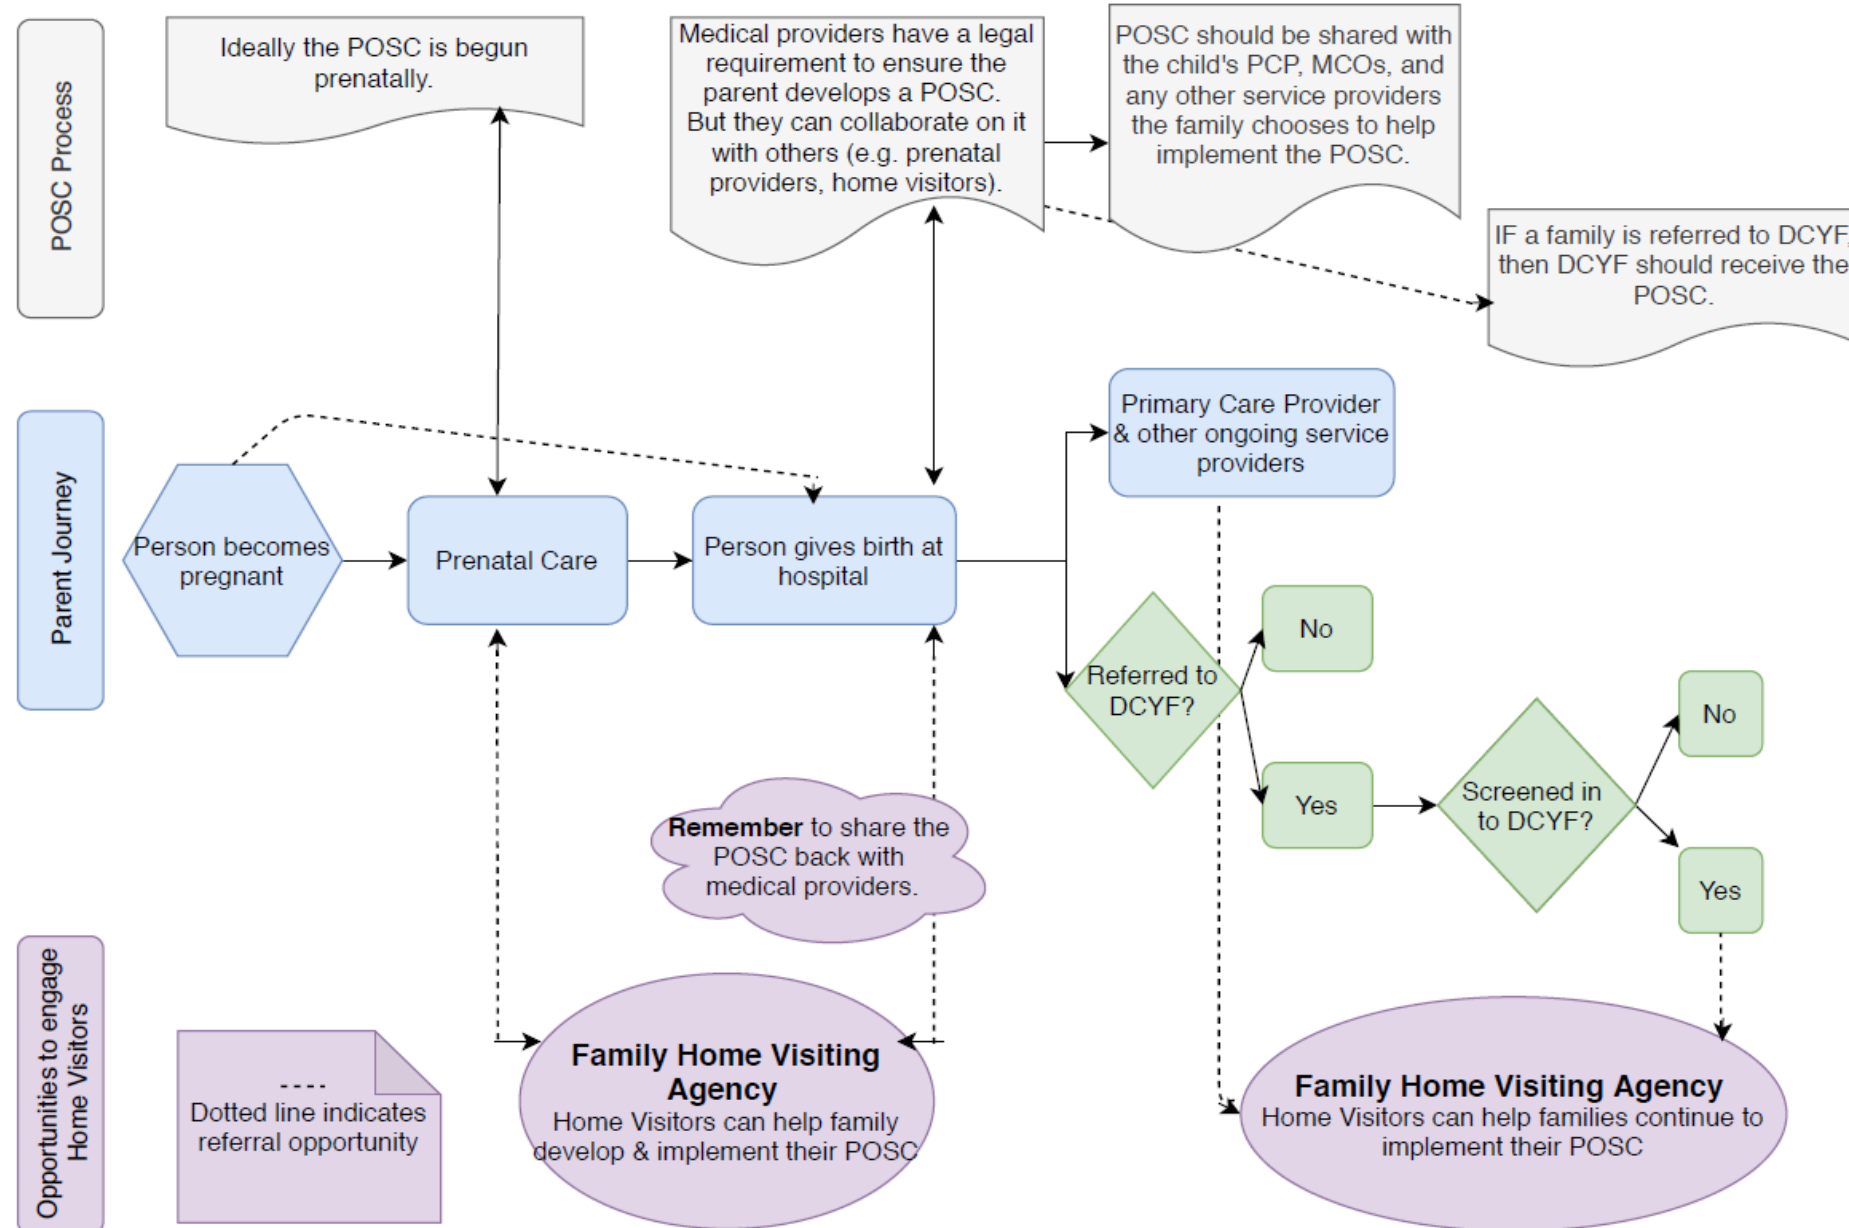 POSC Process
Ideally the POSC is begun
prenatally.
Medical providers have a legal
requirement to ensure the
parent develops a POSC.
But they can collaborate on it
with others (e.g. prenatal
providers, home visitors).
POSC should be shared with
the child's PCP, MCOs, and
any other service providers
the family chooses to help
implement the POSC.
IF a family is referred to DCYF,
then DCYF should receive the
POSC.
Parent Journey
Person becomes
pregnant
Prenatal Care
Person gives birth at
hospital
Primary Care Provider
& other ongoing service
providers
Referred to
DCYF?
No
Yes
Screened in
to DCYF?
No
Yes
Remember to share the
POSC back with
medical providers.
Opportunities to engage
Home Visitors
----
Dotted line indicates
referral opportunity
Family Home Visiting
Agency
Home Visitors can help family
develop & implement their POSC
Family Home Visiting Agency
Home Visitors can help families continue to
implement their POSC